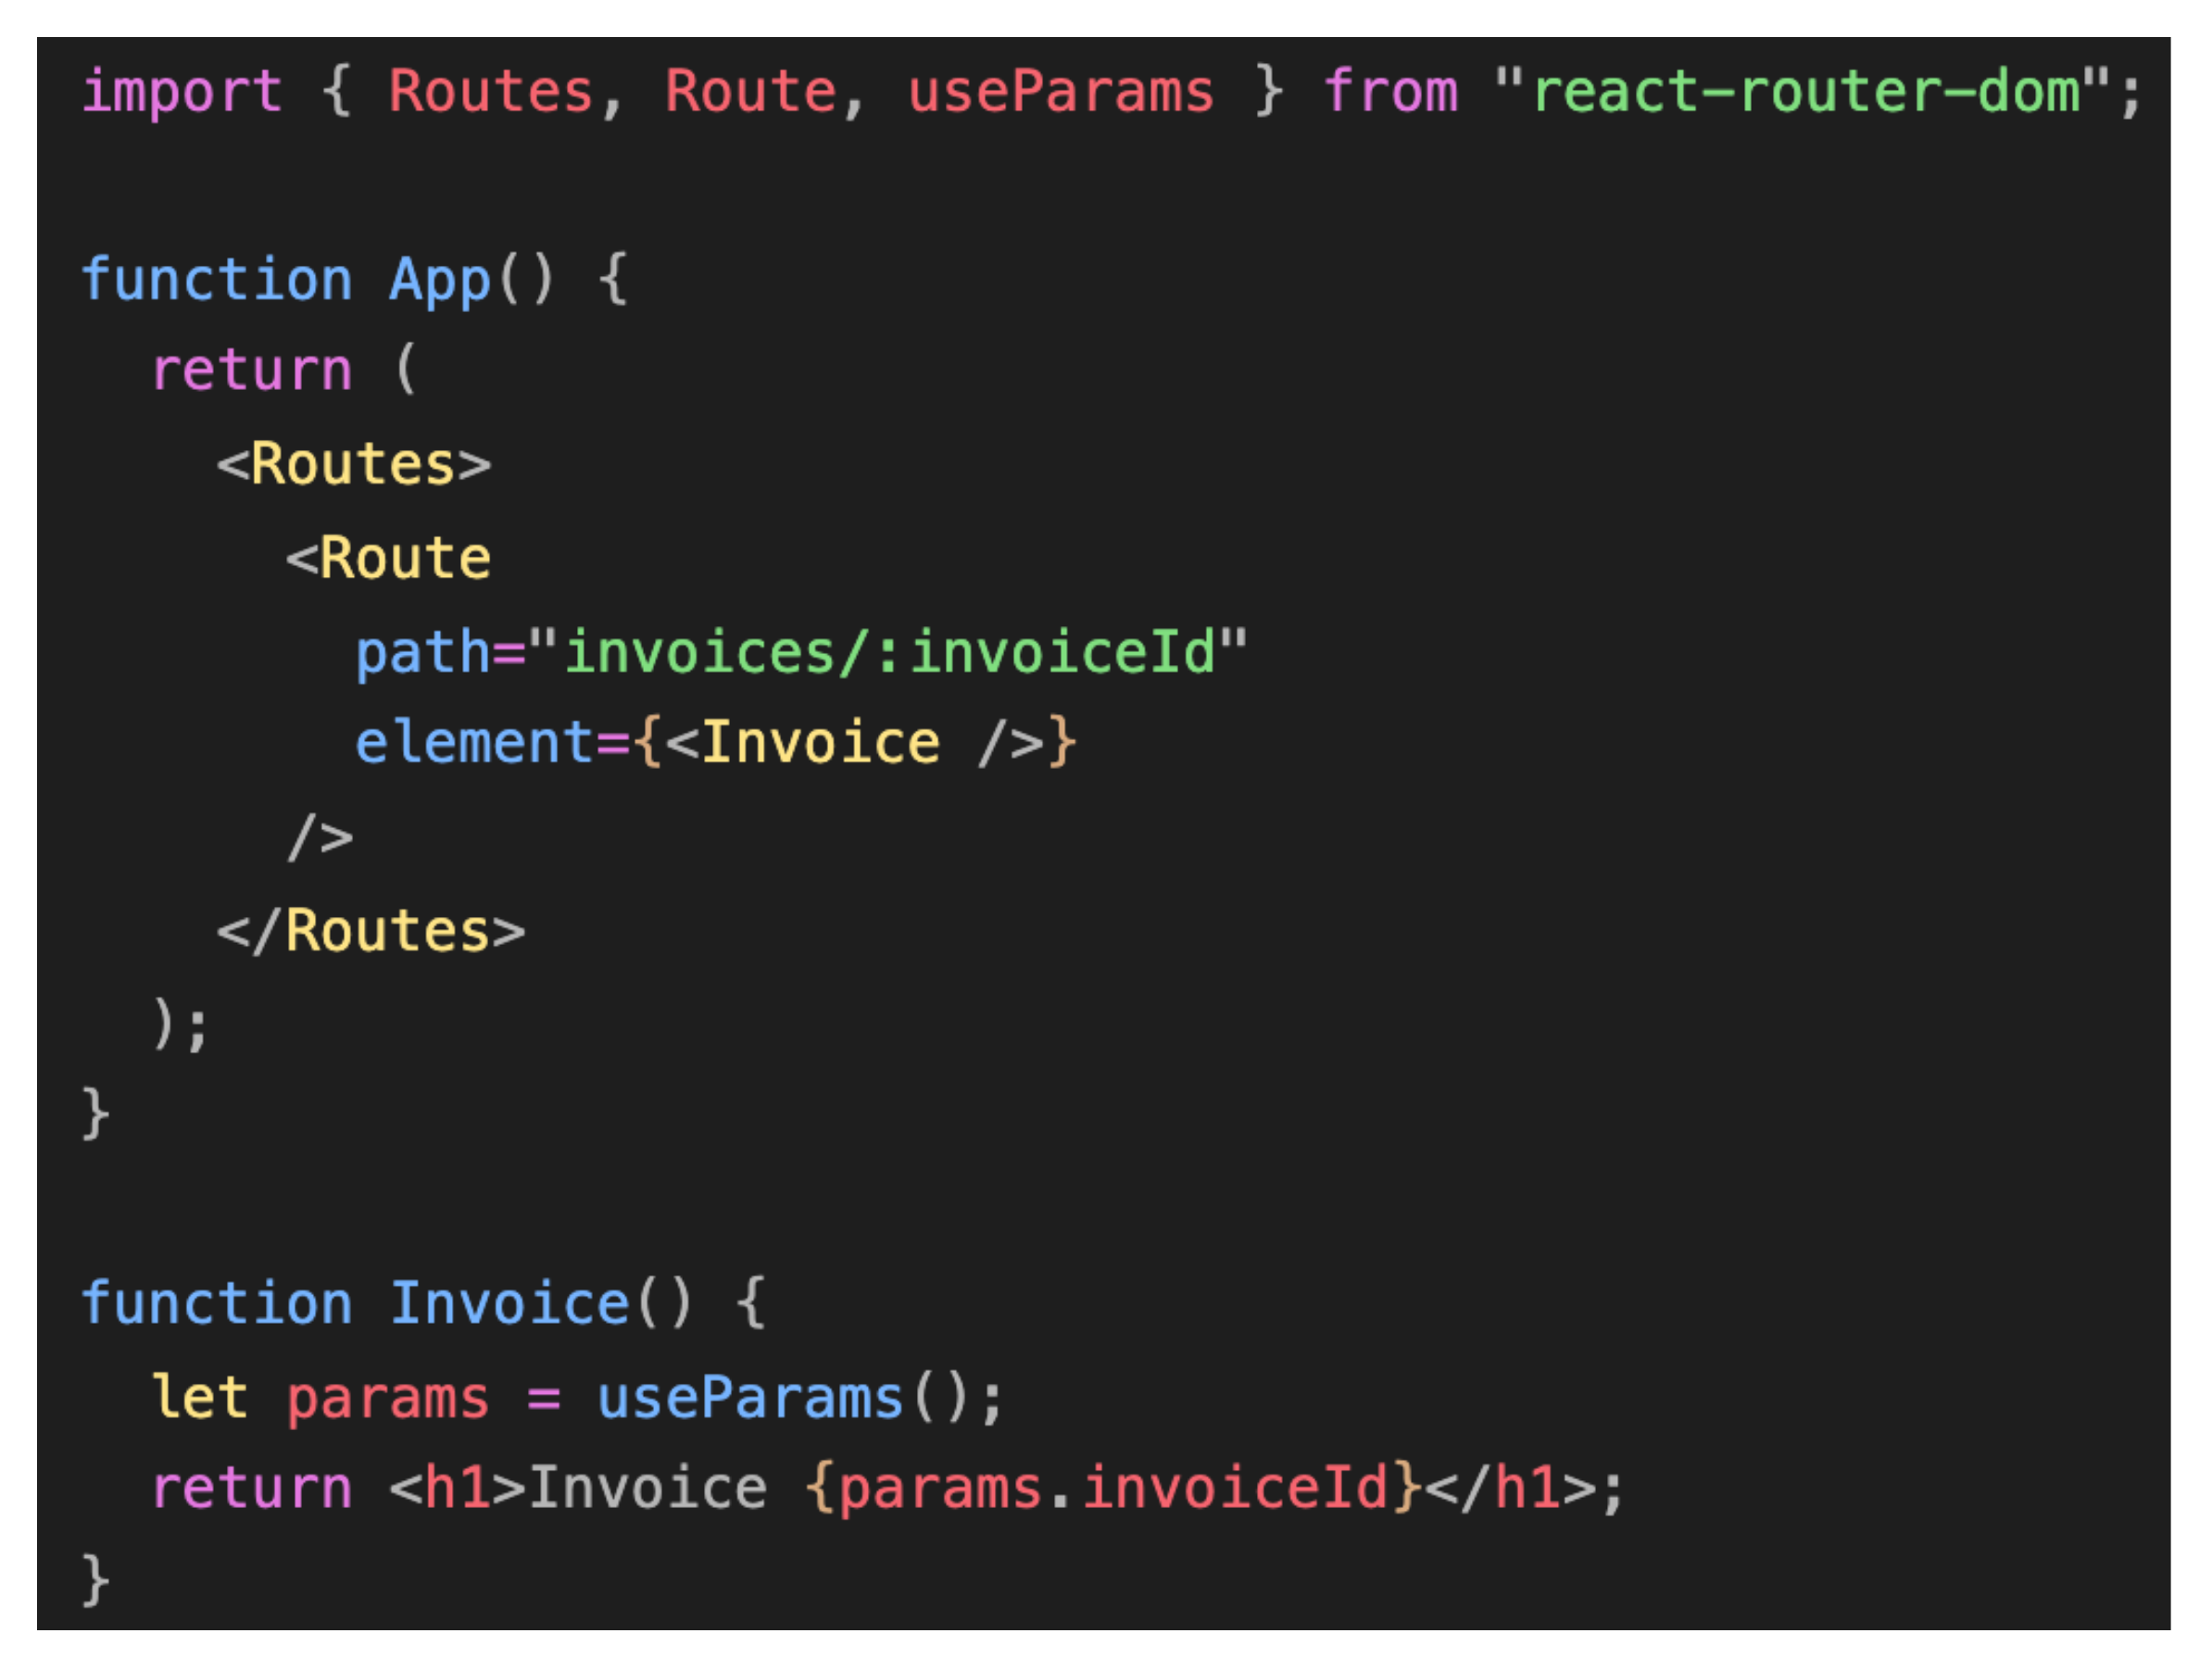 import { Routes, Route, useParams } from "react-router-dom";

function App() {
  return (
    <Routes>
      <Route
        path="invoices/:invoiceId"
        element={<Invoice />}
      />
    </Routes>
  );
}

function Invoice() {
  let params = useParams();
  return <h1>Invoice {params.invoiceId}</h1>;
}